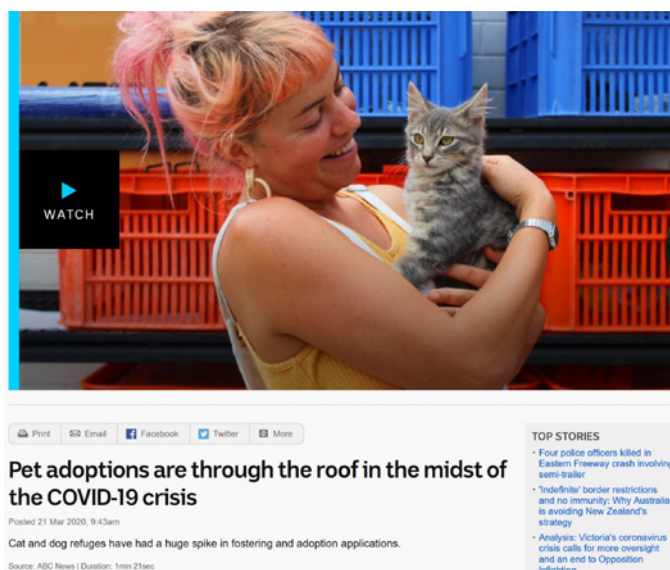 WATCH
Print Email Facebook Twitter More
Pet adoptions are through the roof in the midst of
the COVID-19 crisis
Posted 21 Mar 2020, 9:43am
Cat and dog refuges have had a huge spike in fostering and adoption applications.
Source: ABC News | Duration: 1min 21sec
TOP STORIES
Four police officers killed in
Eastern Freeway crash involving
semi-trailer
'Indefinite' border restrictions
and no immunity: Why Australia
is avoiding New Zealand's
strategy
Analysis: Victoria's coronavirus
crisis calls for more oversight
and an end to Opposition
infighting